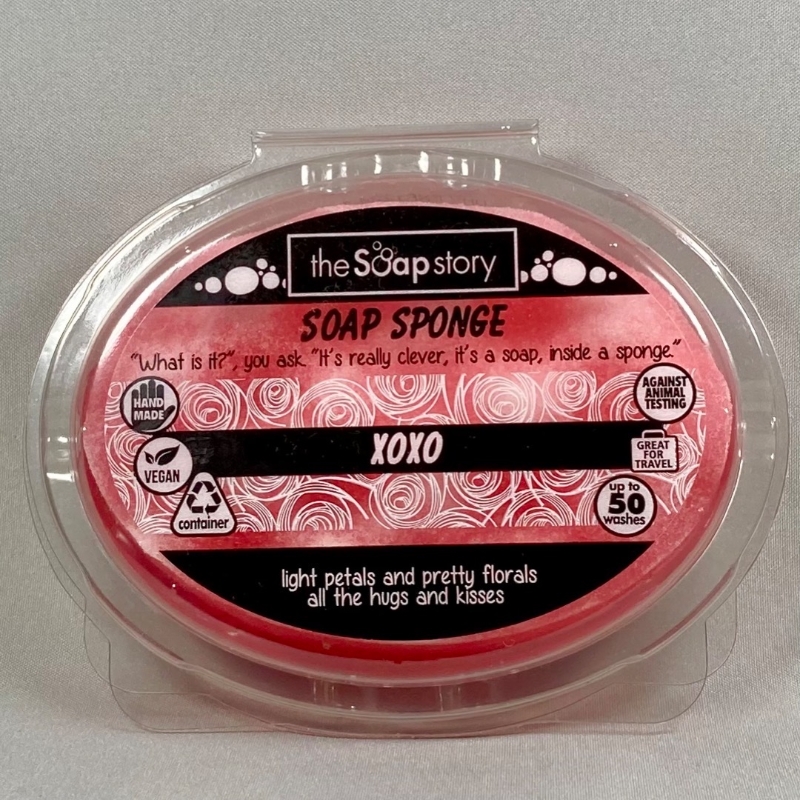 the Soap story
SOAP SPONGE
"What is it?", you ask. "It's really clever, it's a soap, inside a sponge."
HAND
MADE
AGAINST
ANIMAL
TESTING
XOXO
VEGAN
GREAT
FOR
TRAVEL
container
up to
50
washes
light petals and pretty florals
all the hugs and kisses